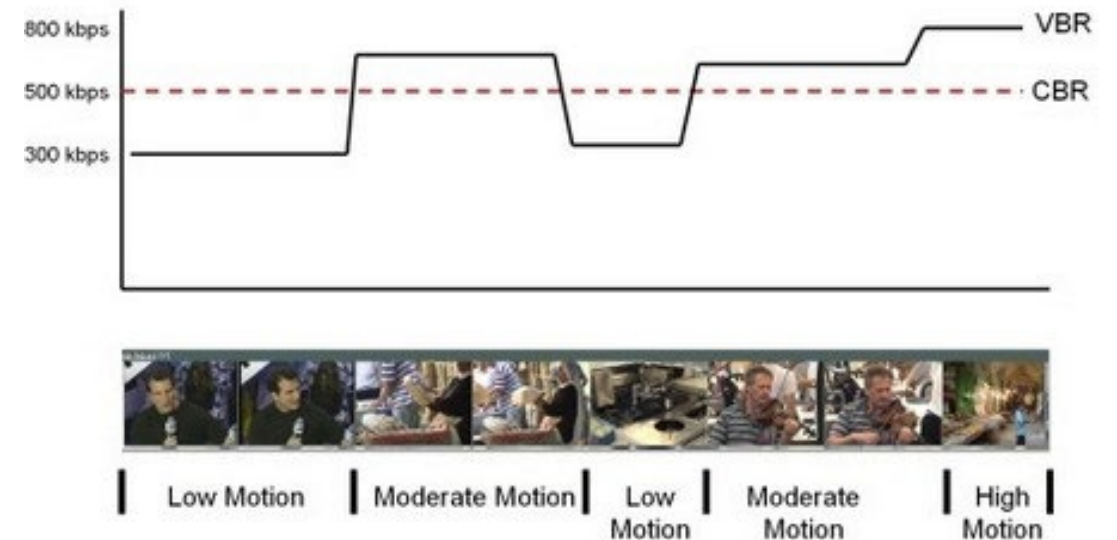 800 kbps
VBR
500 kbps
CBR
300 kbps
Low Motion
Moderate Motion
Low
Motion
Moderate
Motion
High
Motion